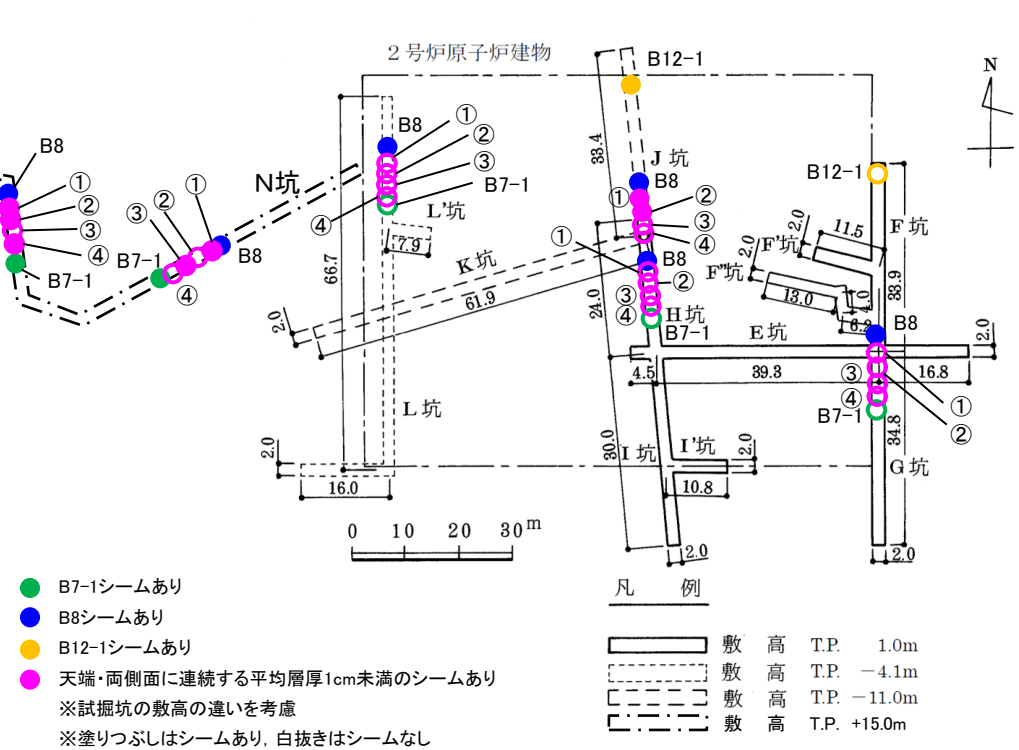 2号炉原子炉建物
B12-1
N
B8
①
②
③
④
B7-1
N坑
①
②
③
④
B7-1
B8
B8
①
②
③
④
B7-1
L'坑
7.9
66.7
K坑
61.9
2.0
L坑
2.0
16.0
33.4
J坑
B8
①
②
③
④
①
B8
②
③
④
H坑
B7-1
24.0
4.5
E坑
39.3
16.8
2.0
30.0
I坑
I'坑
2.0
10.8
2.0
B12-1
2.0
11.5
F坑
F'坑
2.0
F''坑
13.0
4.0
6.2
33.9
B8
③
④
B7-1
①
②
34.8
G坑
2.0
0 10 20 30m
凡 例
敷 高 T.P. 1.0m
敷 高 T.P. -4.1m
敷 高 T.P. -11.0m
敷 高 T.P. +15.0m
B7-1シームあり
B8シームあり
B12-1シームあり
天端・両側面に連続する平均層厚1cm未満のシームあり
※試掘坑の敷高の違いを考慮
※塗りつぶしはシームあり，白抜きはシームなし